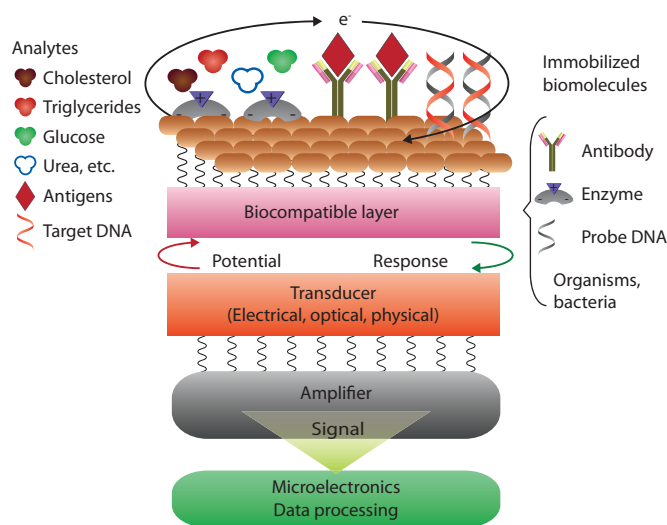 e-
Analytes
Cholesterol
Triglycerides
Glucose
Urea, etc.
Antigens
Target DNA
Immobilized
biomolecules
Antibody
Enzyme
Probe DNA
Organisms,
bacteria
+
+
+
Biocompatible layer
Potential
Response
Transducer
(Electrical, optical, physical)
Amplifier
Signal
Microelectronics
Data processing